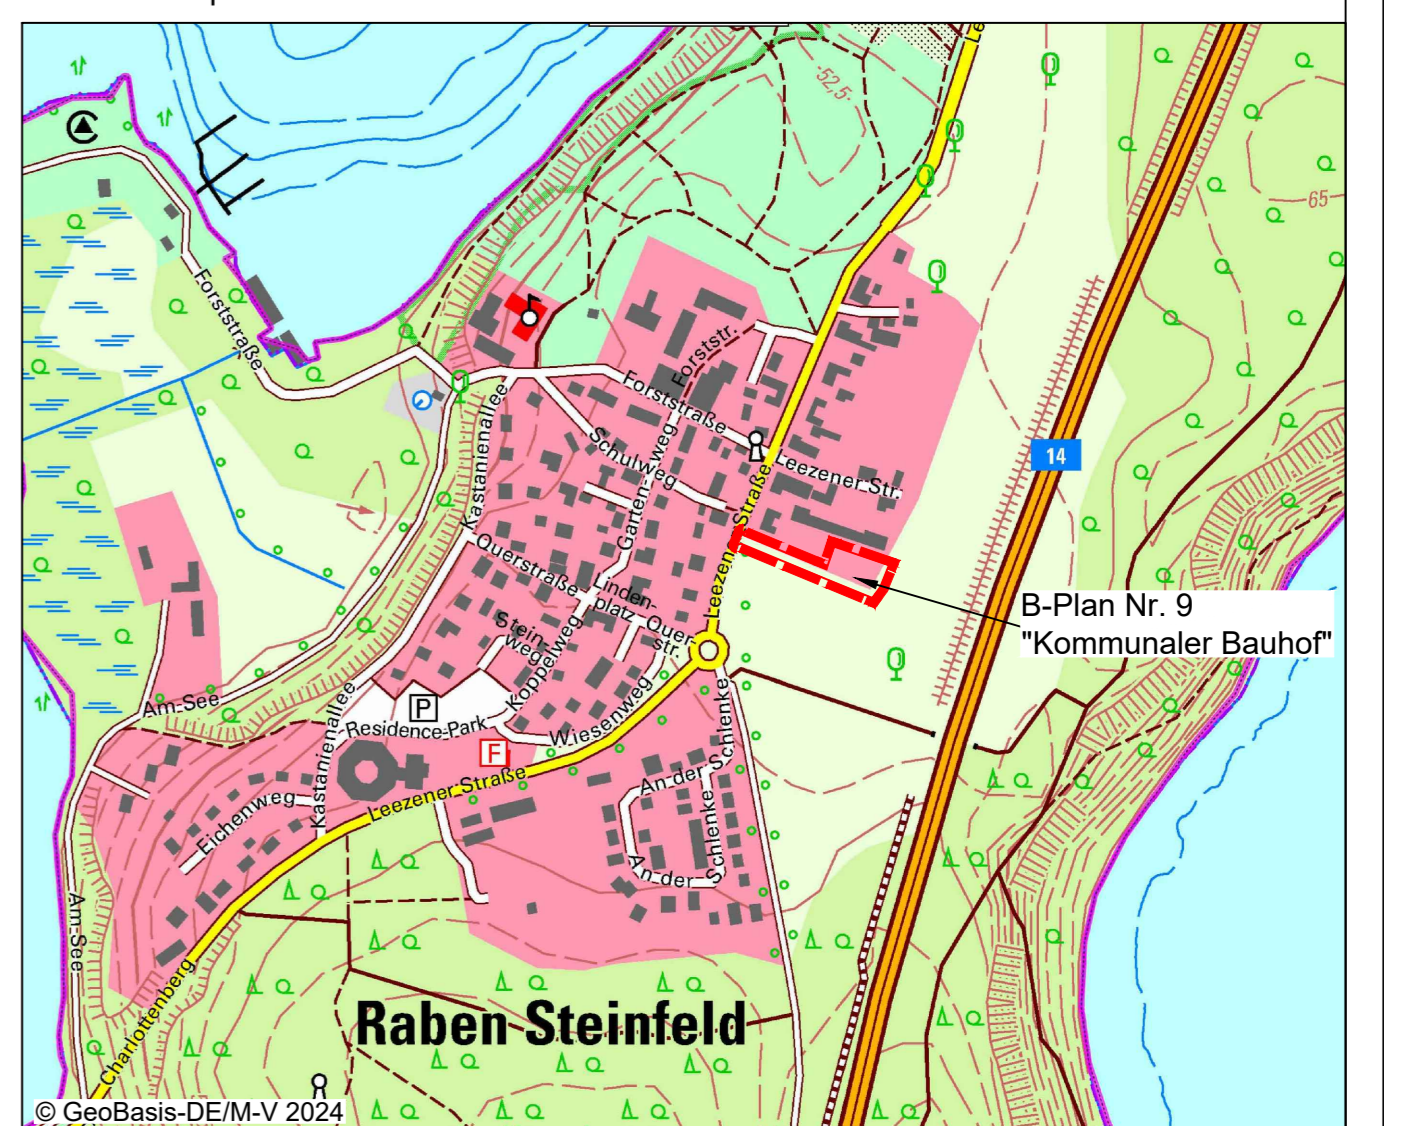 52,5
Le
65
Forststraße
Forststr.
Forststraße
Kastanienallee
Schulweg
Garten-weg
Leezener Str.
14
Leezener Straße
Querstraße
Linden-
platz
Quer-
str.
Stein-
wege
Koppelweg
B-Plan Nr. 9
"Kommunaler Bauhof"
Am See
Kastanienallee
P
Residence-Park
Wiesenweg
F
An der Schlenke
Leezener Straße
An der Schlenke
Schlenke
Eichenweg
Am See
Charlottenberg
Raben Steinfeld
© GeoBasis-DE/M-V 2024